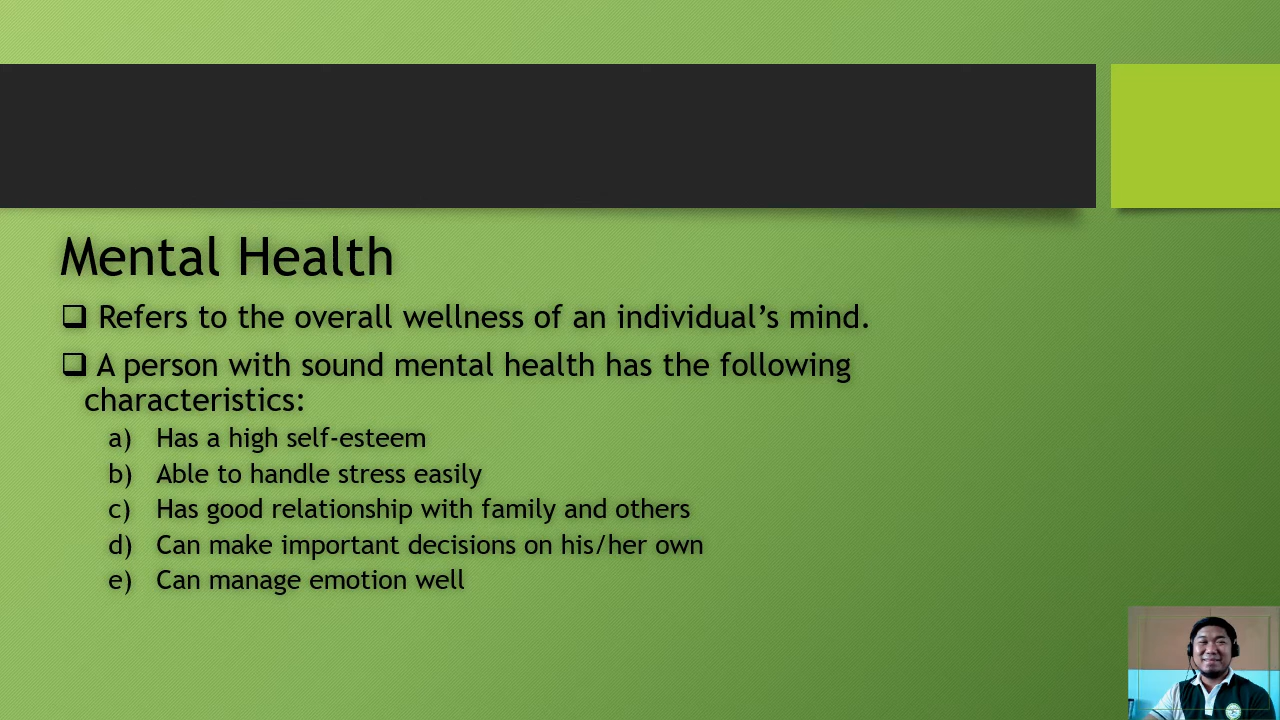 Mental Health
❑ Refers to the overall wellness of an individual’s mind.
❑ A person with sound mental health has the following
characteristics:
a) Has a high self-esteem
b) Able to handle stress easily
c) Has good relationship with family and others
d) Can make important decisions on his/her own
e) Can manage emotion well